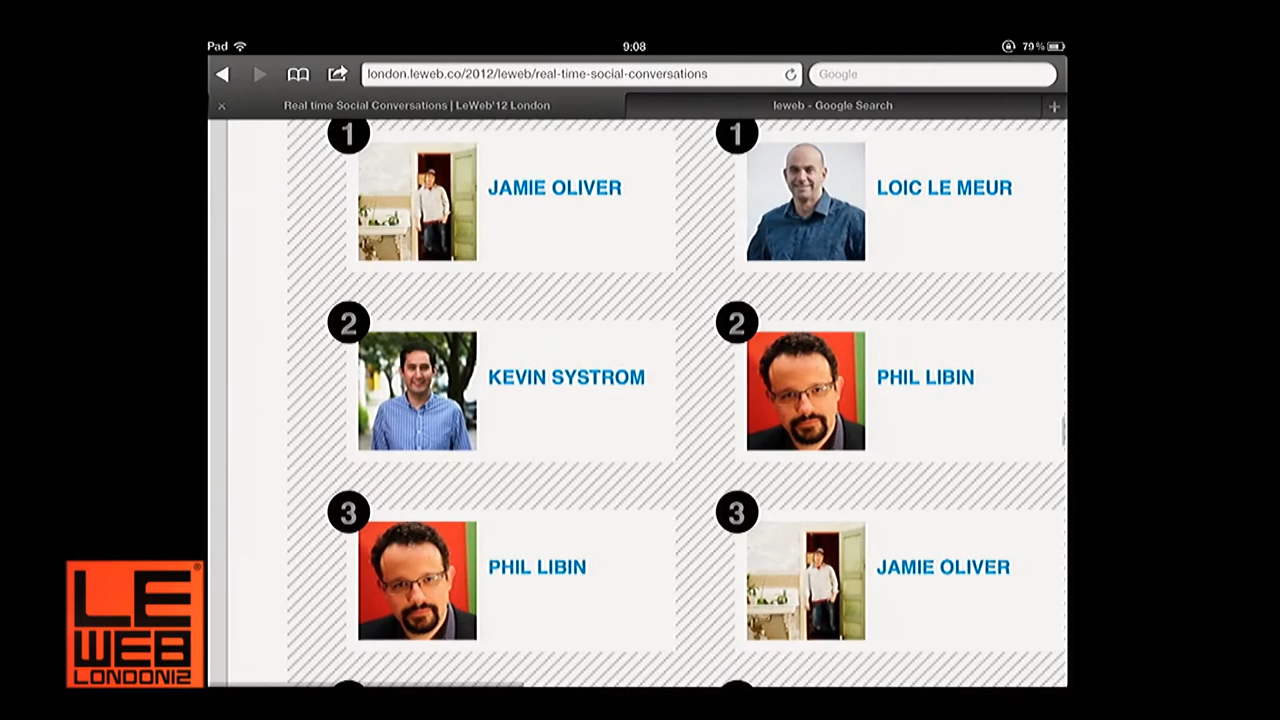 Pad
9:08
79%
london.leweb.co/2012/leweb/real-time-social-conversations
Google
Real time Social Conversations | LeWeb'12 London
leweb - Google Search
1
JAMIE OLIVER
1
LOIC LE MEUR
2
KEVIN SYSTROM
2
PHIL LIBIN
3
PHIL LIBIN
3
JAMIE OLIVER
LE
WEB
LONDON12